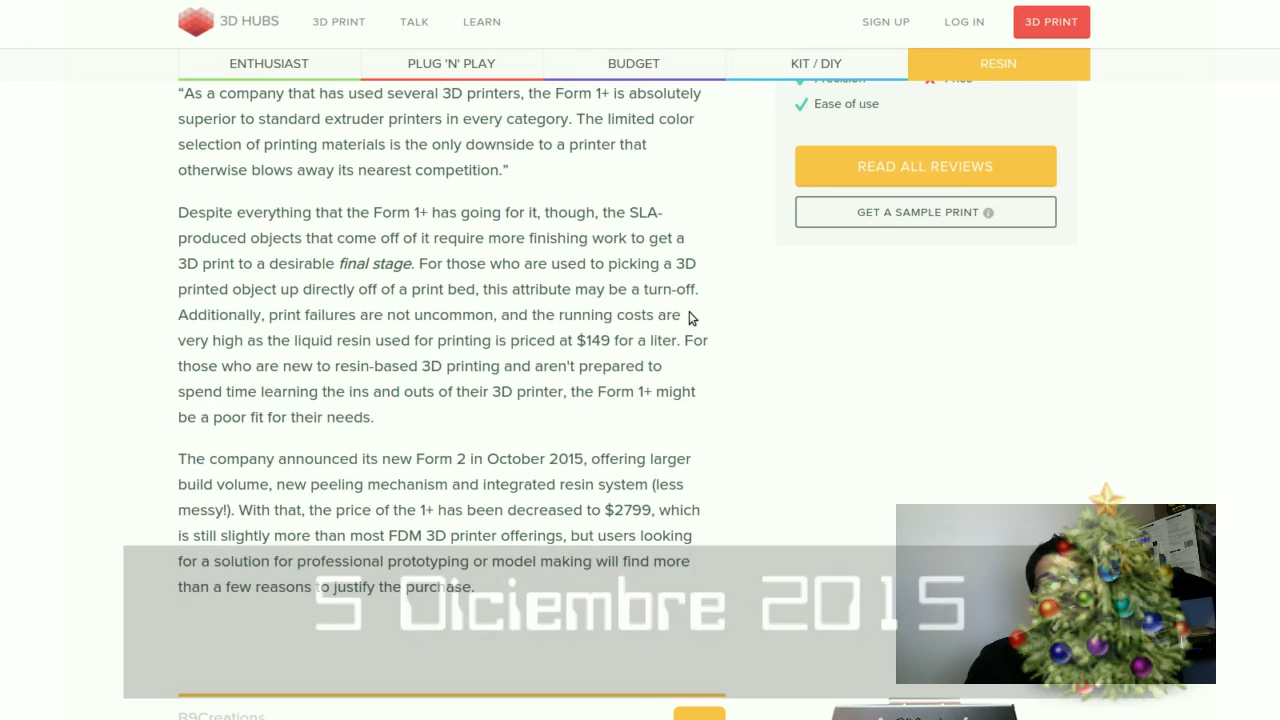 3D HUBS
3D PRINT
TALK
LEARN
SIGN UP
LOG IN
3D PRINT
ENTHUSIAST
PLUG 'N' PLAY
BUDGET
KIT / DIY
RESIN
“As a company that has used several 3D printers, the Form 1+ is absolutely
superior to standard extruder printers in every category. The limited color
selection of printing materials is the only downside to a printer that
otherwise blows away its nearest competition.”
Despite everything that the Form 1+ has going for it, though, the SLA-
produced objects that come off of it require more finishing work to get a
3D print to a desirable final stage. For those who are used to picking a 3D
printed object up directly off of a print bed, this attribute may be a turn-off.
Additionally, print failures are not uncommon, and the running costs are
very high as the liquid resin used for printing is priced at $149 for a liter. For
those who are new to resin-based 3D printing and aren't prepared to
spend time learning the ins and outs of their 3D printer, the Form 1+ might
be a poor fit for their needs.
The company announced its new Form 2 in October 2015, offering larger
build volume, new peeling mechanism and integrated resin system (less
messy!). With that, the price of the 1+ has been decreased to $2799, which
is still slightly more than most FDM 3D printer offerings, but users looking
for a solution for professional prototyping or model making will find more
than a few reasons to justify the purchase.
Precision
Price
Ease of use
READ ALL REVIEWS
GET A SAMPLE PRINT
5 Diciembre 2015
B9Creations